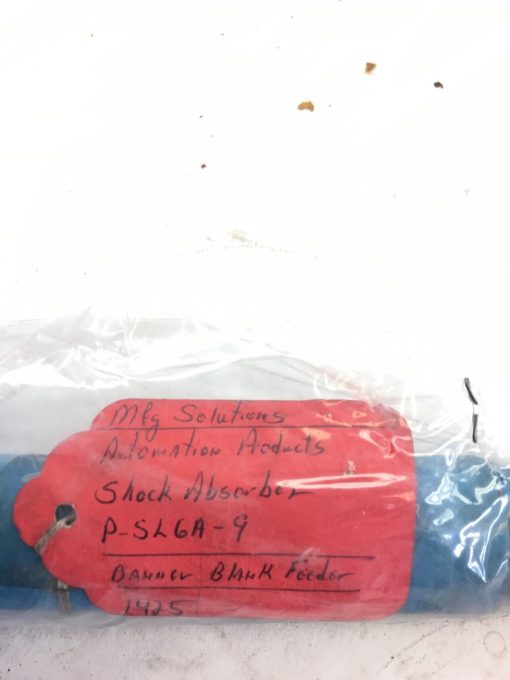 Mfg Solutions
Automation Products
Shock Absorber
P-SL6A-9
Banner Blank Feeder
1425